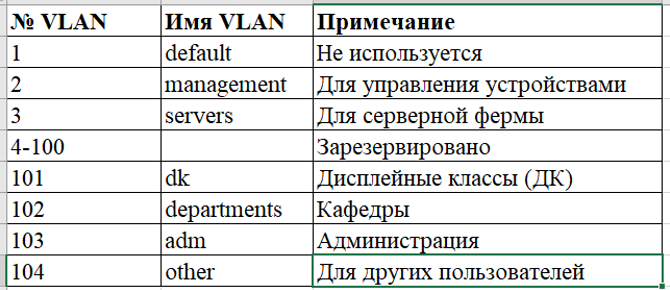 № VLAN Имя VLAN Примечание
1 default Не используется
2 management Для управления устройствами
3 servers Для серверной фермы
4-100 Зарезервировано
101 dk Дисплейные классы (ДК)
102 departments Кафедры
103 adm Администрация
104 other Для других пользователей